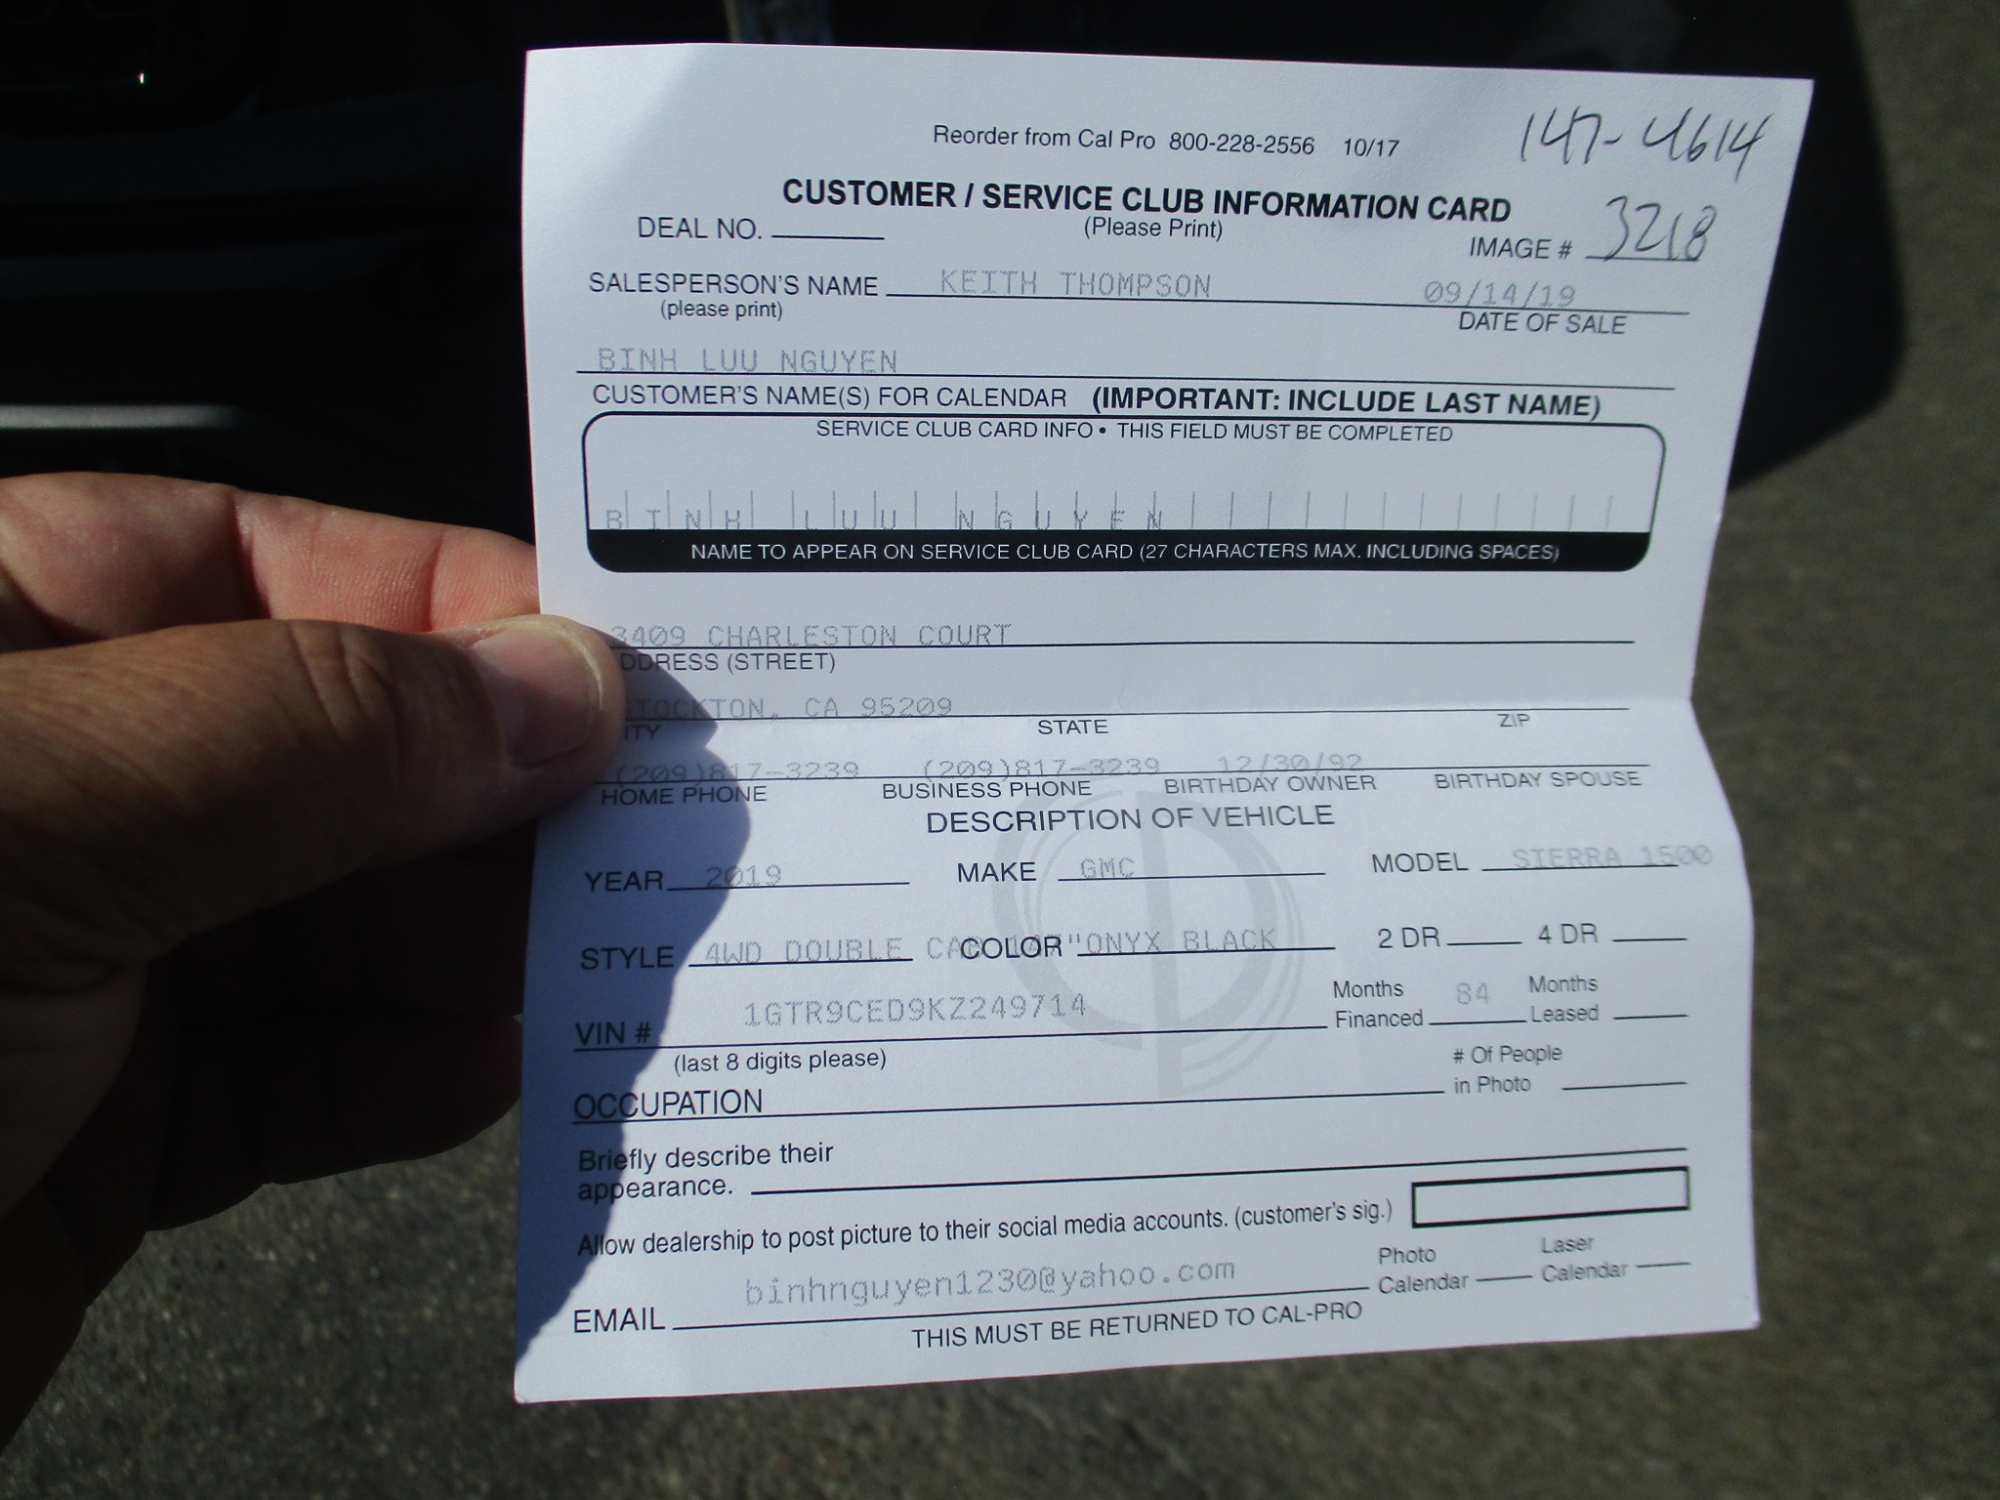 Reorder from Cal Pro 800-228-2556 10/17 147-4614
CUSTOMER / SERVICE CLUB INFORMATION CARD
DEAL NO. (Please Print) IMAGE # 3218
SALESPERSON'S NAME KEITH THOMPSON 09/14/19
(please print) DATE OF SALE
BINH LUU NGUYEN
CUSTOMER'S NAME(S) FOR CALENDAR (IMPORTANT: INCLUDE LAST NAME)
SERVICE CLUB CARD INFO • THIS FIELD MUST BE COMPLETED
BINH LUU NGUYEN
NAME TO APPEAR ON SERVICE CLUB CARD (27 CHARACTERS MAX. INCLUDING SPACES)
3409 CHARLESTON COURT
DDRESS (STREET)
TOCKTON, CA 95209
ITY STATE ZIP
(209)817-3239 (209)817-3239 12/30/92
HOME PHONE BUSINESS PHONE BIRTHDAY OWNER BIRTHDAY SPOUSE
DESCRIPTION OF VEHICLE
YEAR 2019 MAKE GMC MODEL SIERRA 1500
STYLE 4WD DOUBLE CAB COLOR "ONYX BLACK 2 DR 4 DR
VIN # 1GTR9CED9KZ249714 Months Financed 84 Months Leased
(last 8 digits please) # Of People
OCCUPATION in Photo
Briefly describe their
appearance.
Allow dealership to post picture to their social media accounts. (customer's sig.)
EMAIL binhnguyen1230@yahoo.com Photo Calendar Laser Calendar
THIS MUST BE RETURNED TO CAL-PRO